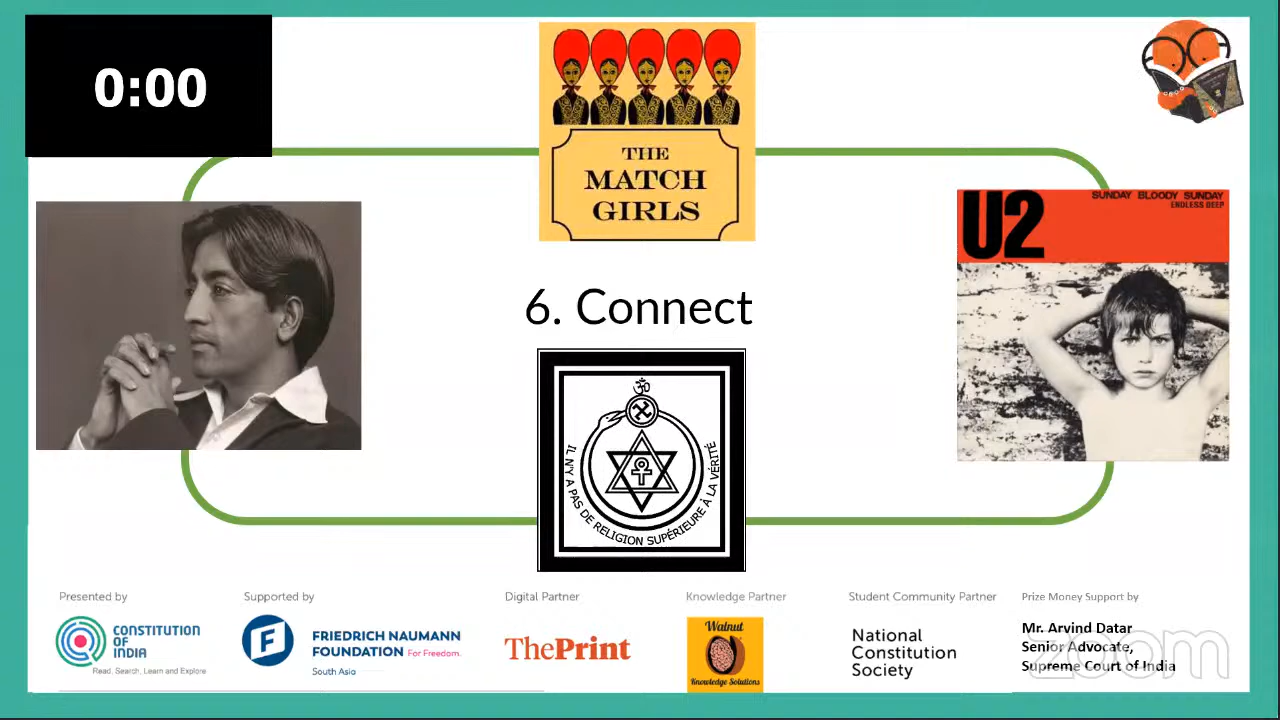 0:00
THE
MATCH
GIRLS
U2
SUNDAY BLOODY SUNDAY
ENDLESS DEEP
6. Connect
IL N'Y A PAS DE RELIGION SUPÉRIEURE À LA VÉRITÉ
Presented by
Supported by
Digital Partner
Knowledge Partner
Student Community Partner
Prize Money Support by
CONSTITUTION
OF
INDIA
Read, Search, Learn and Explore
F
FRIEDRICH NAUMANN
FOUNDATION For Freedom.
South Asia
ThePrint
Walnut
Knowledge Solutions
National
Constitution
Society
Mr. Arvind Datar
Senior Advocate,
Supreme Court of India
zoom